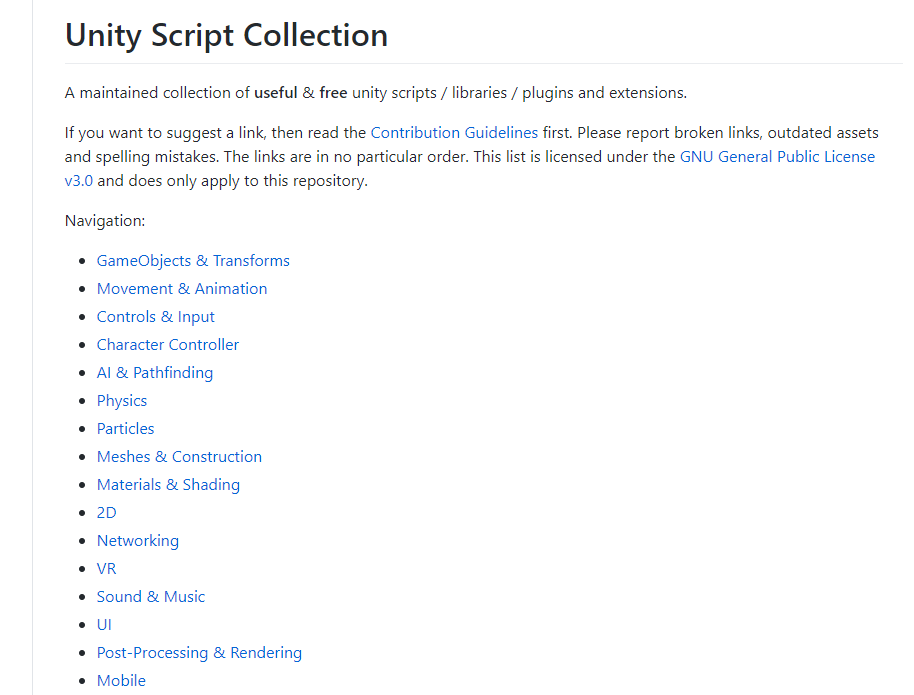 Unity Script Collection
A maintained collection of useful & free unity scripts / libraries / plugins and extensions.
If you want to suggest a link, then read the Contribution Guidelines first. Please report broken links, outdated assets
and spelling mistakes. The links are in no particular order. This list is licensed under the GNU General Public License
v3.0 and does only apply to this repository.
Navigation:
GameObjects & Transforms
Movement & Animation
Controls & Input
Character Controller
AI & Pathfinding
Physics
Particles
Meshes & Construction
Materials & Shading
2D
Networking
VR
Sound & Music
UI
Post-Processing & Rendering
Mobile